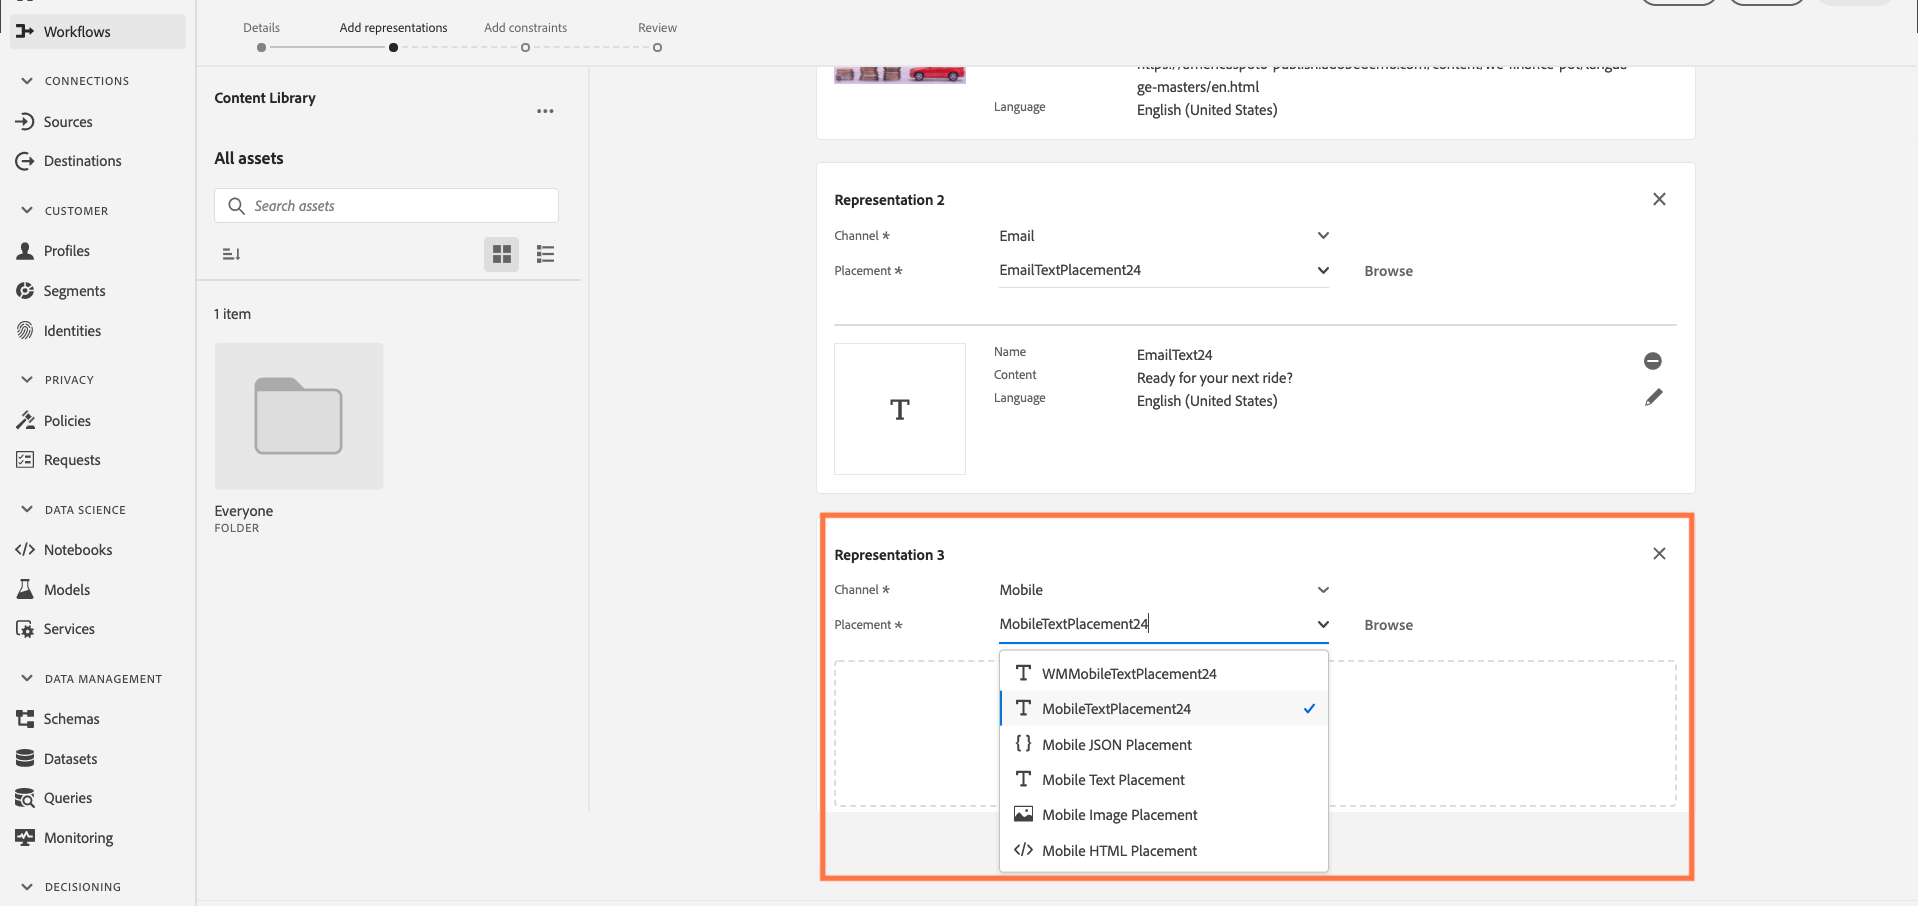 Workflows
CONNECTIONS
Sources
Destinations
CUSTOMER
Profiles
Segments
Identities
PRIVACY
Policies
Requests
DATA SCIENCE
Notebooks
Models
Services
DATA MANAGEMENT
Schemas
Datasets
Queries
Monitoring
DECISIONING
Details
Add representations
Add constraints
Review
Content Library
All assets
Search assets
1 item
Everyone
FOLDER
ge-masters/en.html
Language English (United States)
Representation 2
Channel * Email
Placement * EmailTextPlacement24 Browse
Name EmailText24
Content Ready for your next ride?
Language English (United States)
Representation 3
Channel * Mobile
Placement * MobileTextPlacement24 Browse
WMMobileTextPlacement24
MobileTextPlacement24
Mobile JSON Placement
Mobile Text Placement
Mobile Image Placement
Mobile HTML Placement